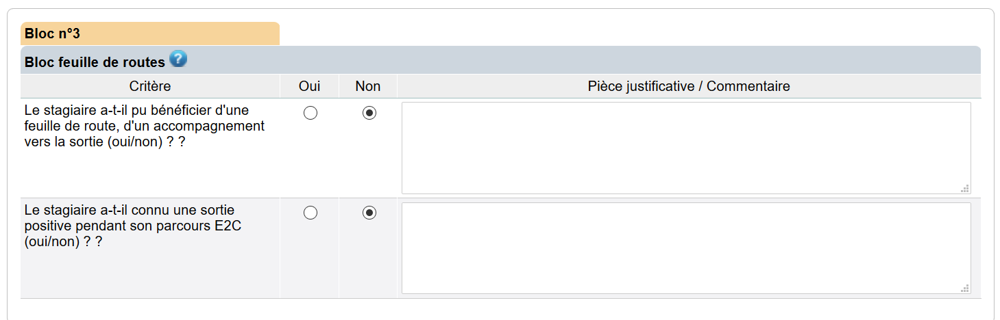 Bloc n°3
Bloc feuille de routes ?
Critère Oui Non Pièce justificative / Commentaire
Le stagiaire a-t-il pu bénéficier d'une
feuille de route, d'un accompagnement
vers la sortie (oui/non) ? ?
Le stagiaire a-t-il connu une sortie
positive pendant son parcours E2C
(oui/non) ? ?